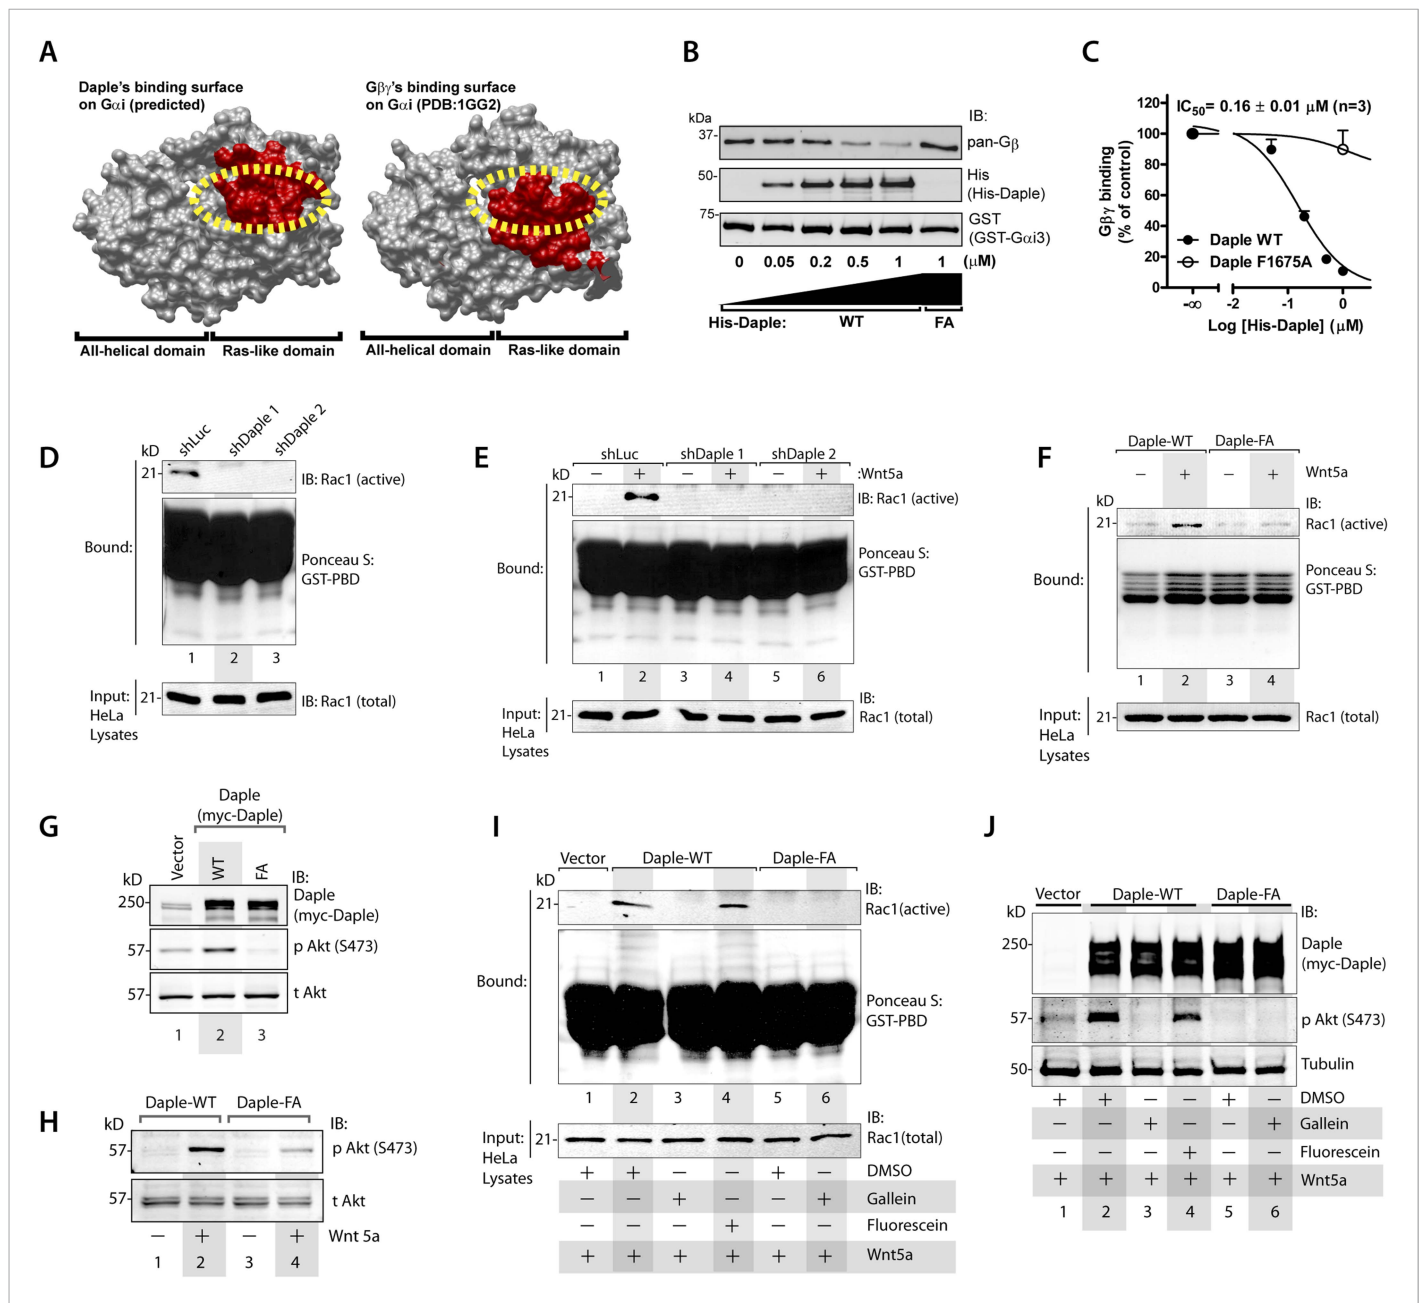 A
Daple's binding surface
on Gαi (predicted)
Gβγ's binding surface
on Gαi (PDB:1GG2)
All-helical domain
Ras-like domain
All-helical domain
Ras-like domain
B
kDa
IB:
37-
pan-Gβ
50-
His
(His-Daple)
75-
GST
(GST-Gαi3)
0 0.05 0.2 0.5 1 1 (μM)
His-Daple: WT FA
C
IC50= 0.16 ± 0.01 μM (n=3)
Gβγ binding
(% of control)
120
100
80
60
40
20
0
Daple WT
Daple F1675A
-∞ -2 -1 0
Log [His-Daple] (μM)
D
kD
shLuc
shDaple 1
shDaple 2
21-
IB: Rac1 (active)
Bound:
Ponceau S:
GST-PBD
1 2 3
Input:
HeLa
Lysates
21-
IB: Rac1 (total)
E
shLuc shDaple 1 shDaple 2
kD
− + − + − + :Wnt5a
21-
IB: Rac1 (active)
Bound:
Ponceau S:
GST-PBD
1 2 3 4 5 6
IB:
Input:
HeLa
Lysates
21-
Rac1 (total)
F
Daple-WT Daple-FA
− + − + Wnt5a
kD
IB:
21-
Rac1 (active)
Bound:
Ponceau S:
GST-PBD
1 2 3 4
IB:
Input:
HeLa
Lysates
21-
Rac1 (total)
G
Daple
(myc-Daple)
Vector
WT
FA
kD
IB:
250-
Daple
(myc-Daple)
57-
p Akt (S473)
57-
t Akt
1 2 3
H
Daple-WT Daple-FA
kD
IB:
57-
p Akt (S473)
57-
t Akt
− + − + Wnt 5a
1 2 3 4
I
Vector Daple-WT Daple-FA
kD
IB:
21-
Rac1(active)
Bound:
Ponceau S:
GST-PBD
1 2 3 4 5 6
IB:
Input:
HeLa
Lysates
21-
Rac1(total)
+ + − − + − DMSO
− − + − − + Gallein
− − − + − − Fluorescein
+ + + + + + Wnt5a
J
Vector Daple-WT Daple-FA
kD
IB:
250-
Daple
(myc-Daple)
57-
p Akt (S473)
50-
Tubulin
+ + − − + − DMSO
− − + − − + Gallein
− − − + − − Fluorescein
+ + + + + + Wnt5a
1 2 3 4 5 6